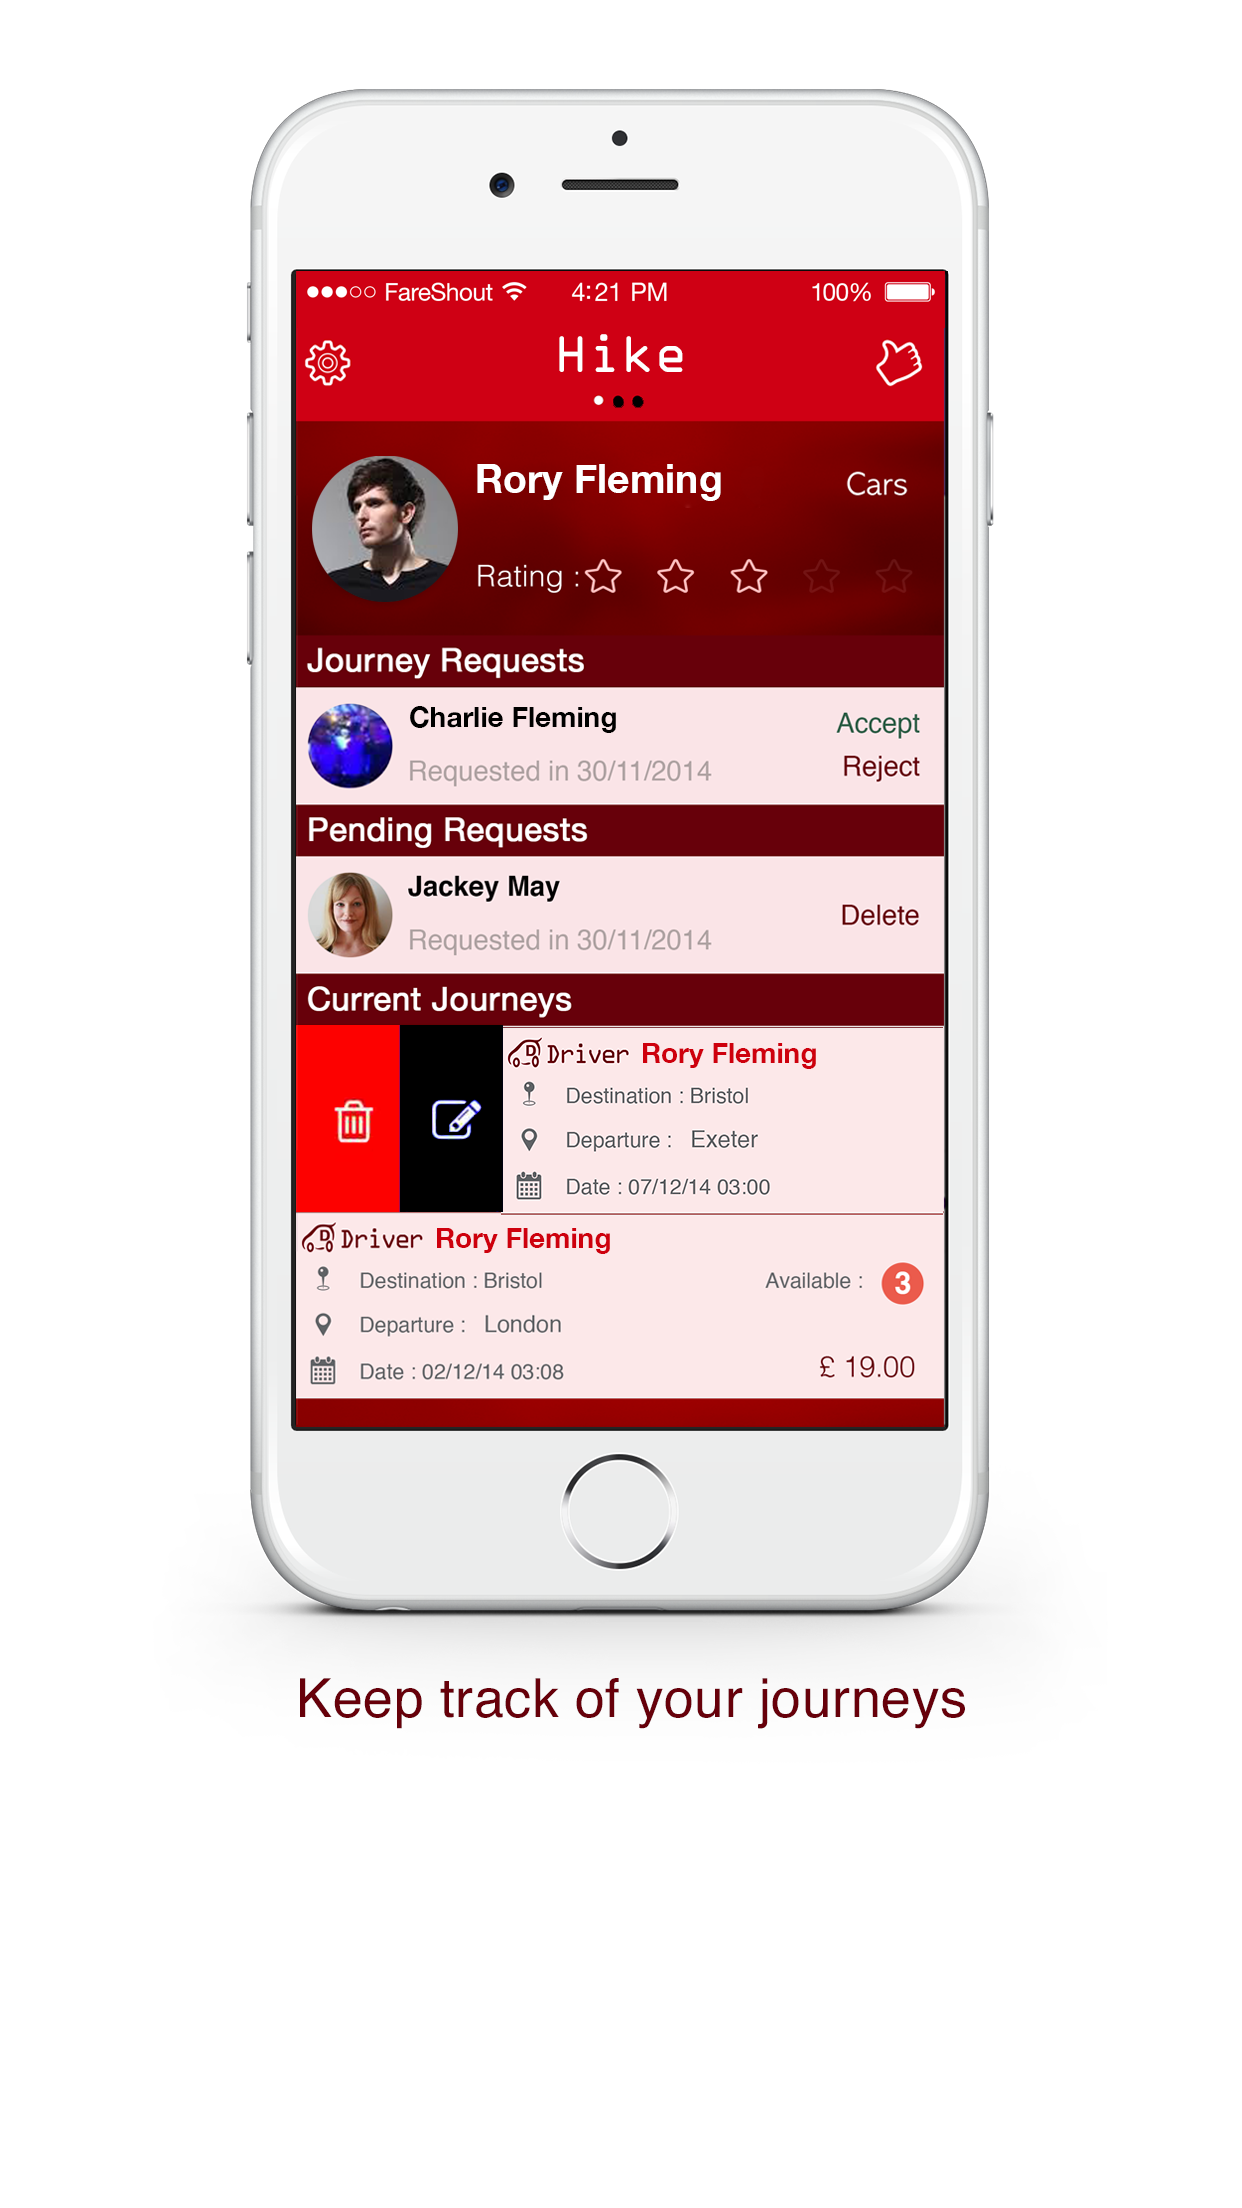 FareShout 4:21 PM 100%
Hike
Rory Fleming Cars
Rating :
Journey Requests
Charlie Fleming
Accept
Requested in 30/11/2014
Reject
Pending Requests
Jackey May
Delete
Requested in 30/11/2014
Current Journeys
D Driver Rory Fleming
Destination : Bristol
Departure : Exeter
Date : 07/12/14 03:00
D Driver Rory Fleming
Destination : Bristol Available : 3
Departure : London
Date : 02/12/14 03:08 £ 19.00
Keep track of your journeys